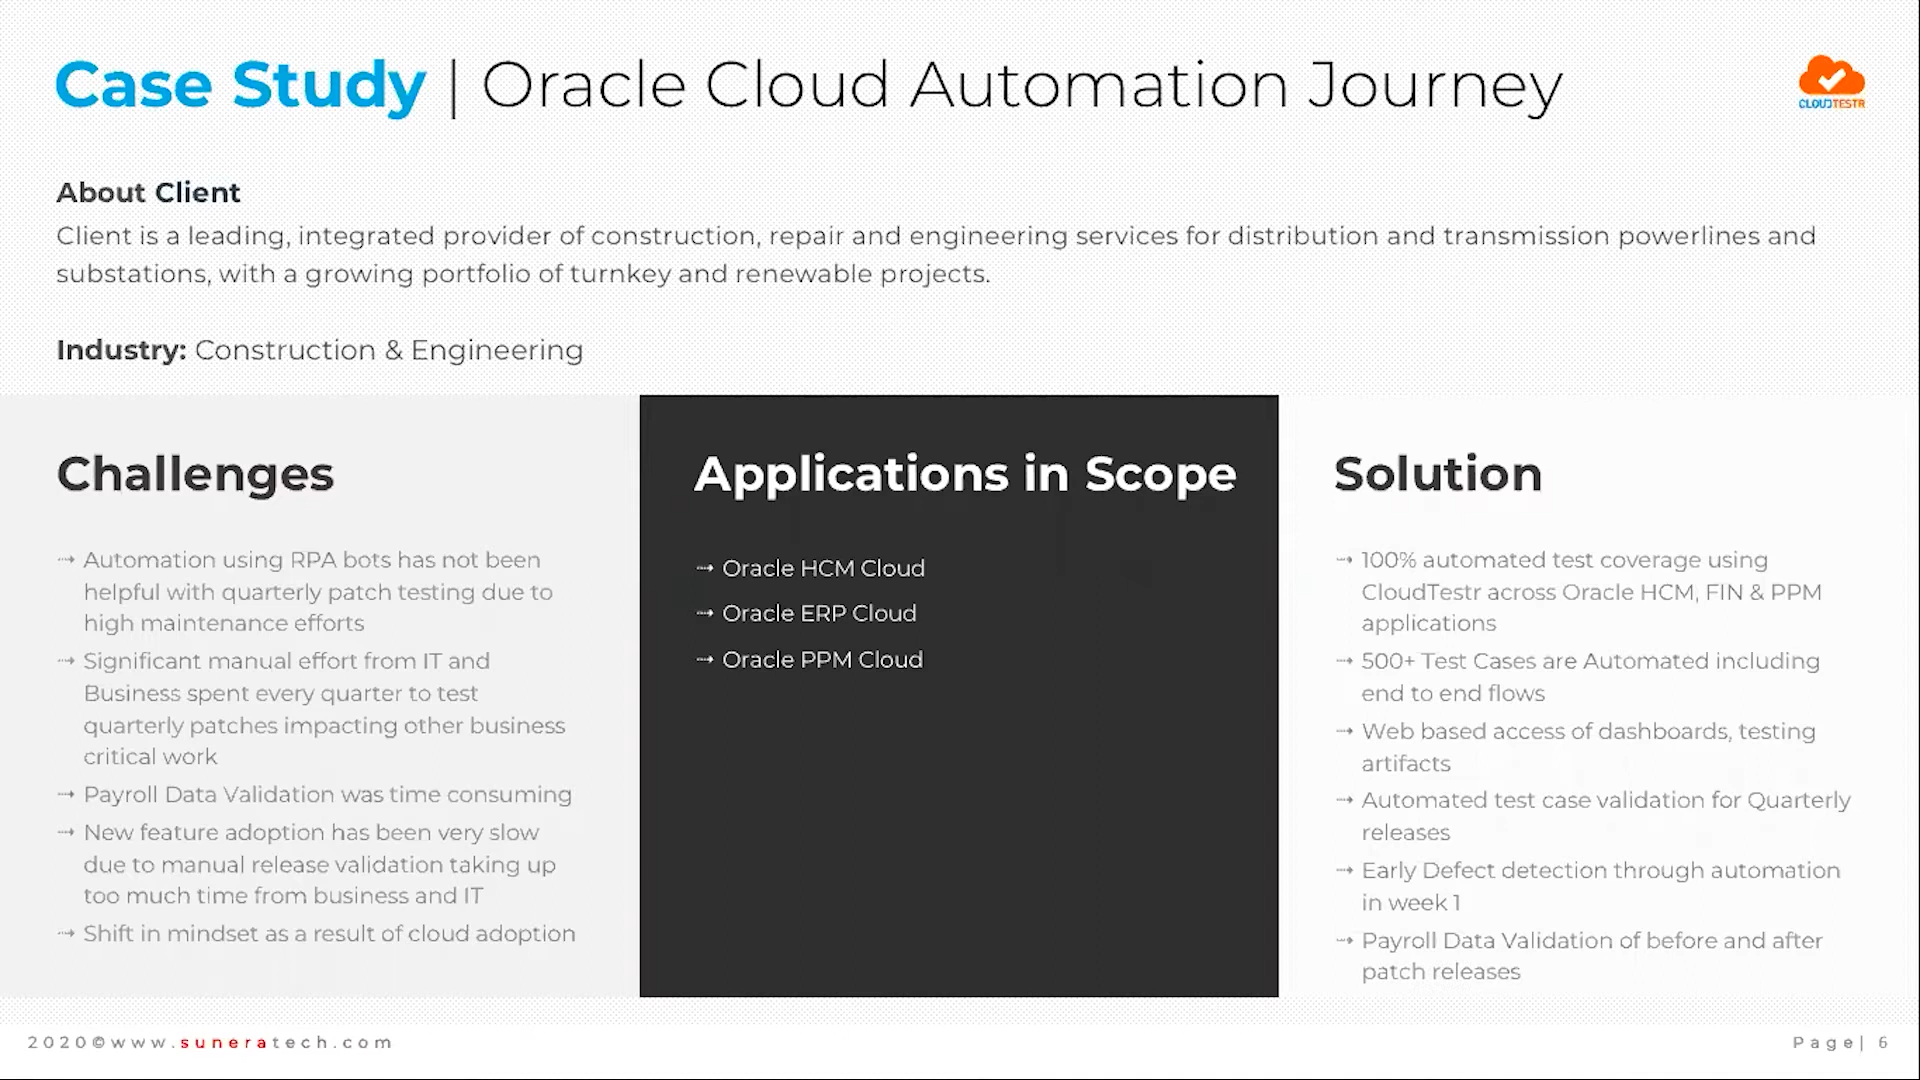 Case Study | Oracle Cloud Automation Journey
CLOUDTESTR
About Client
Client is a leading, integrated provider of construction, repair and engineering services for distribution and transmission powerlines and
substations, with a growing portfolio of turnkey and renewable projects.
Industry: Construction & Engineering
Challenges
⇢ Automation using RPA bots has not been
helpful with quarterly patch testing due to
high maintenance efforts
⇢ Significant manual effort from IT and
Business spent every quarter to test
quarterly patches impacting other business
critical work
⇢ Payroll Data Validation was time consuming
⇢ New feature adoption has been very slow
due to manual release validation taking up
too much time from business and IT
⇢ Shift in mindset as a result of cloud adoption
Applications in Scope
⇢ Oracle HCM Cloud
⇢ Oracle ERP Cloud
⇢ Oracle PPM Cloud
Solution
⇢ 100% automated test coverage using
CloudTestr across Oracle HCM, FIN & PPM
applications
⇢ 500+ Test Cases are Automated including
end to end flows
⇢ Web based access of dashboards, testing
artifacts
⇢ Automated test case validation for Quarterly
releases
⇢ Early Defect detection through automation
in week 1
⇢ Payroll Data Validation of before and after
patch releases
2020©www.suneratech.com
Page| 6